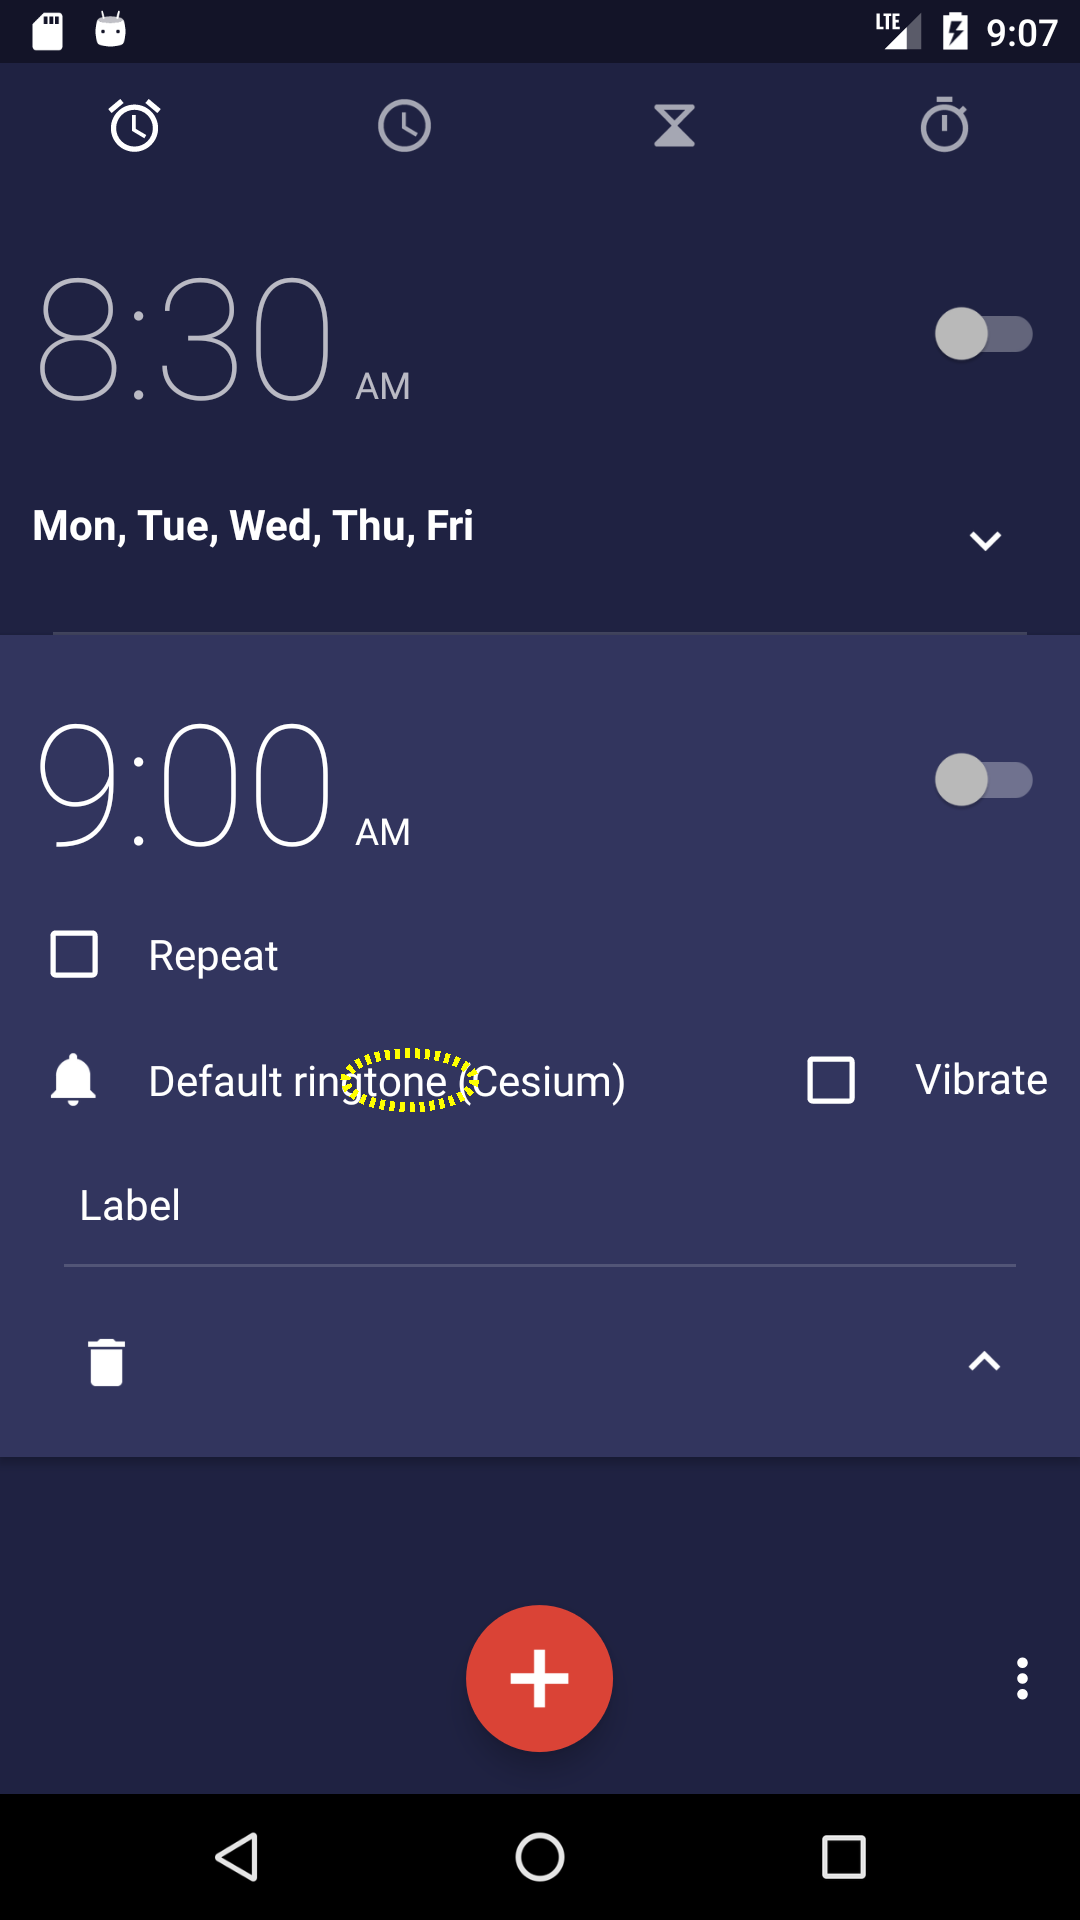 LTE 9:07
8:30 AM
Mon, Tue, Wed, Thu, Fri
9:00 AM
Repeat
Default ringtone (Cesium) Vibrate
Label